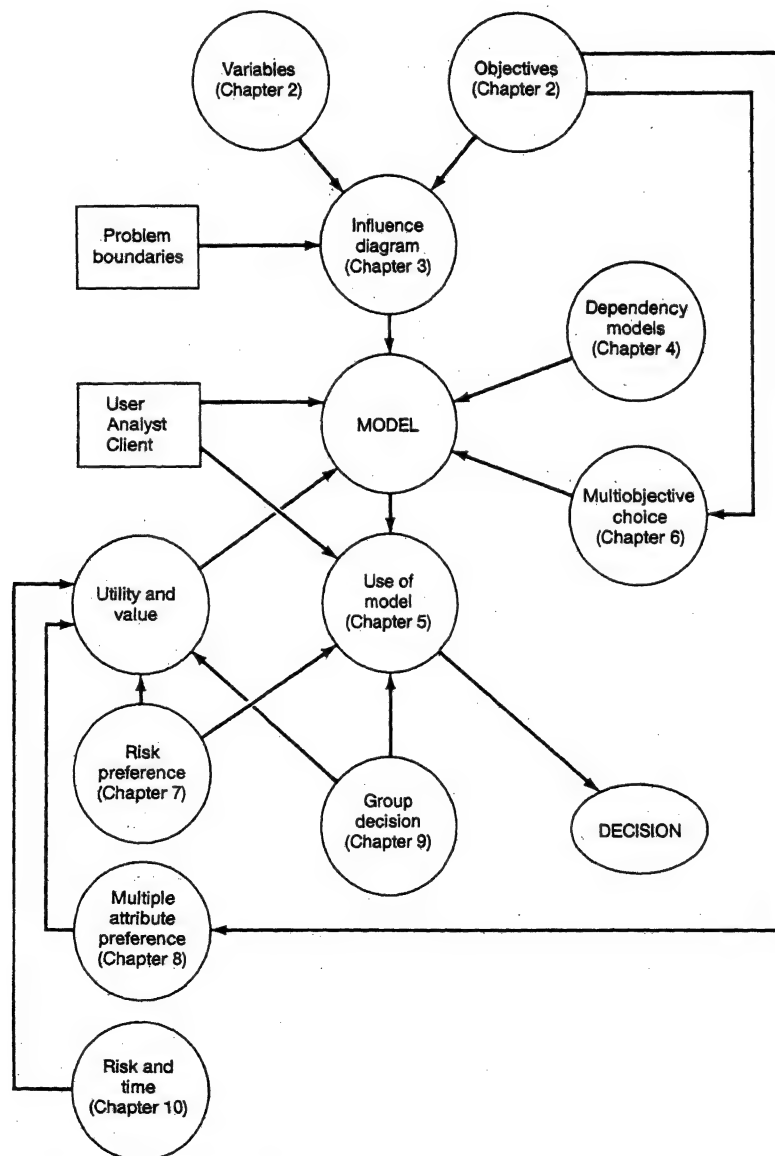 Variables
(Chapter 2)
Objectives
(Chapter 2)
Problem
boundaries
Influence
diagram
(Chapter 3)
Dependency
models
(Chapter 4)
User
Analyst
Client
MODEL
Multiobjective
choice
(Chapter 6)
Utility and
value
Use of
model
(Chapter 5)
Risk
preference
(Chapter 7)
Group
decision
(Chapter 9)
DECISION
Multiple
attribute
preference
(Chapter 8)
Risk and
time
(Chapter 10)